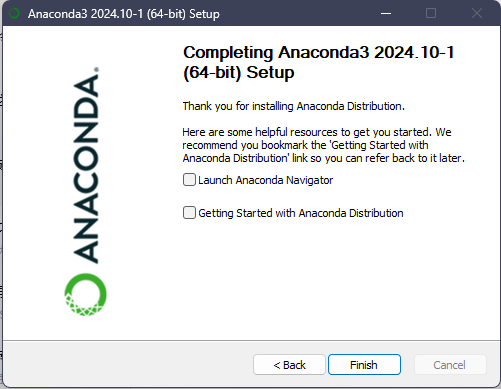 Anaconda3 2024.10-1 (64-bit) Setup
ANACONDA.
Completing Anaconda3 2024.10-1
(64-bit) Setup
Thank you for installing Anaconda Distribution.
Here are some helpful resources to get you started. We
recommend you bookmark the 'Getting Started with
Anaconda Distribution' link so you can refer back to it later.
Launch Anaconda Navigator
Getting Started with Anaconda Distribution
< Back
Finish
Cancel